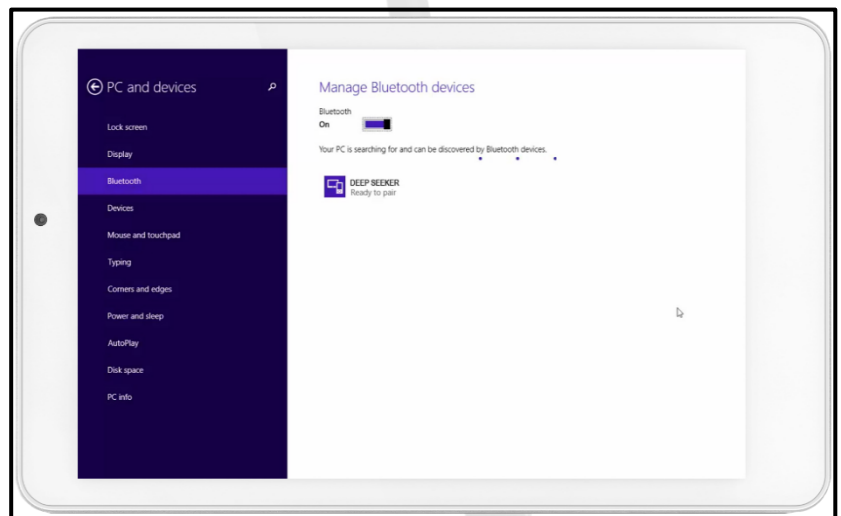 PC and devices
Lock screen
Display
Bluetooth
Devices
Mouse and touchpad
Typing
Corners and edges
Power and sleep
AutoPlay
Disk space
PC info
Manage Bluetooth devices
Bluetooth
On
Your PC is searching for and can be discovered by Bluetooth devices.
DEEP SEEKER
Ready to pair